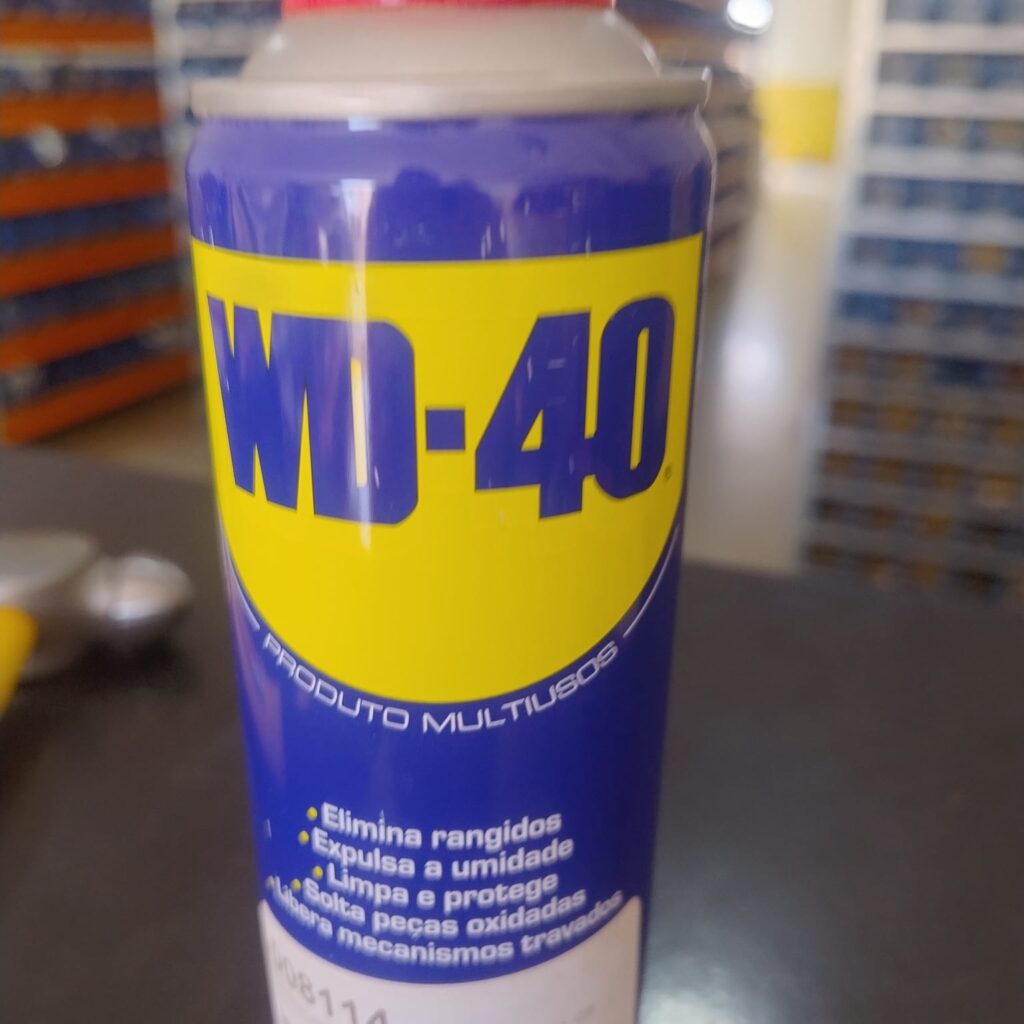 WD-40
PRODUTO MULTIUSOS
•Elimina rangidos
•Expulsa a umidade
•Limpa e protege
•Solta peças oxidadas
•Libera mecanismos travados